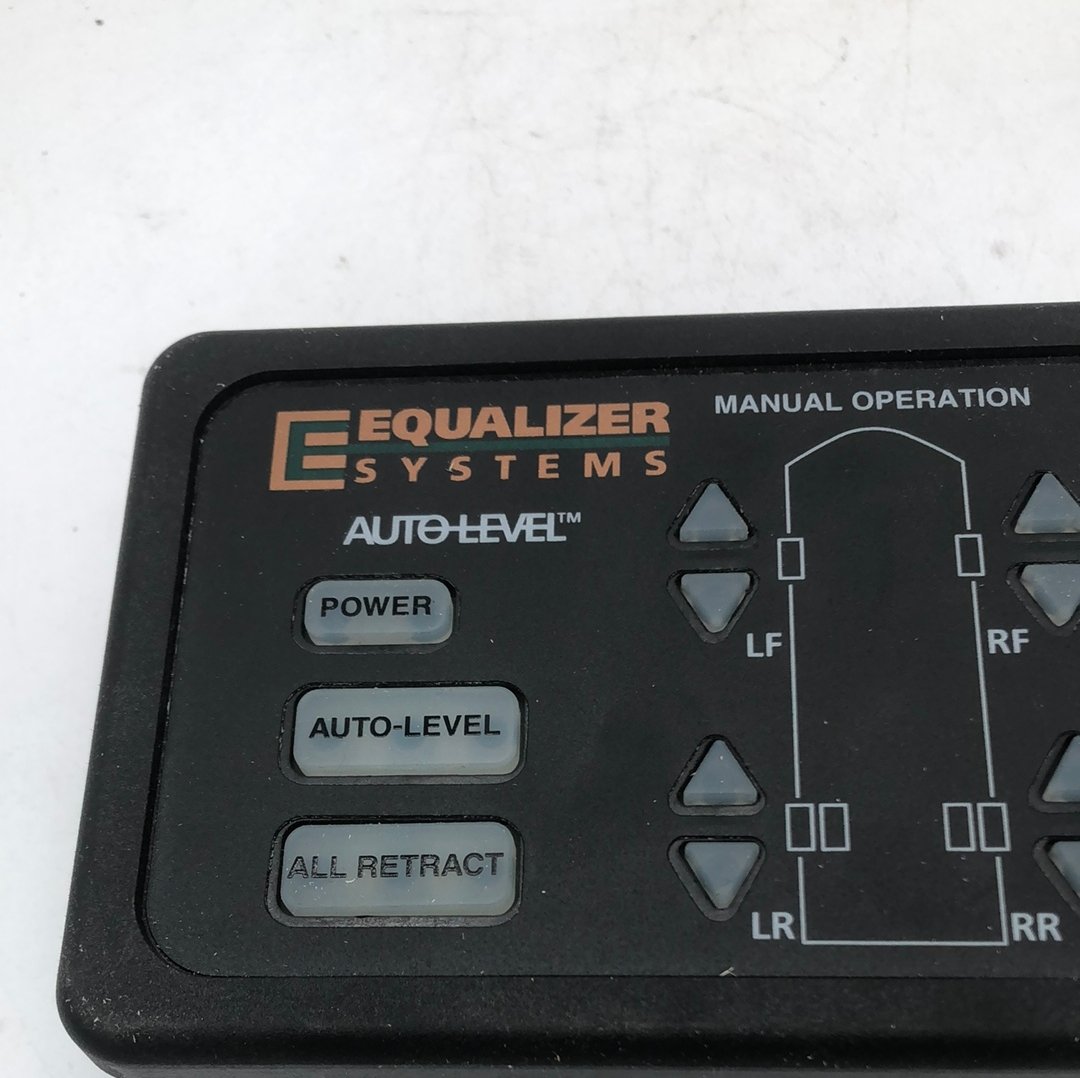 EQUALIZER
SYSTEMS
AUTO-LEVEL™
POWER
AUTO-LEVEL
ALL RETRACT
MANUAL OPERATION
LF
RF
LR
RR